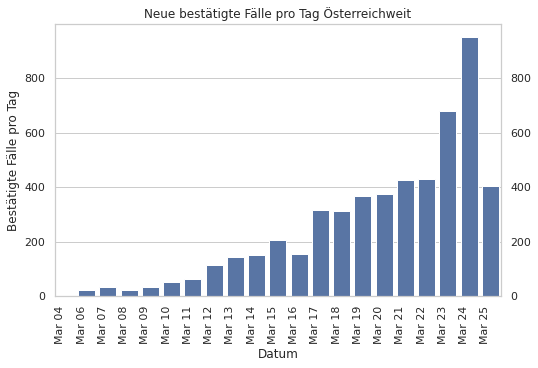 Neue bestätigte Fälle pro Tag Österreichweit
Bestätigte Fälle pro Tag
800
600
400
200
0
800
600
400
200
0
Mar 04
Mar 06
Mar 07
Mar 08
Mar 09
Mar 10
Mar 11
Mar 12
Mar 13
Mar 14
Mar 15
Mar 16
Mar 17
Mar 18
Mar 19
Mar 20
Mar 21
Mar 22
Mar 23
Mar 24
Mar 25
Datum